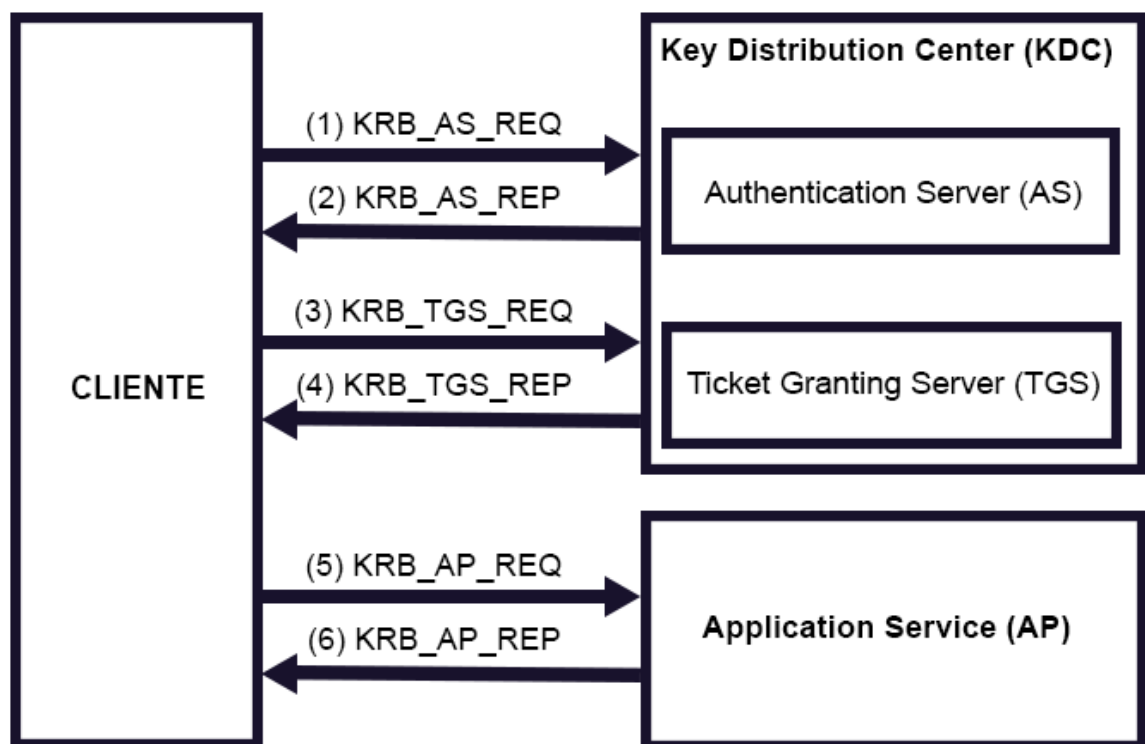 Key Distribution Center (KDC)
(1) KRB_AS_REQ
Authentication Server (AS)
(2) KRB_AS_REP
(3) KRB_TGS_REQ
CLIENTE
(4) KRB_TGS_REP
Ticket Granting Server (TGS)
(5) KRB_AP_REQ
(6) KRB_AP_REP
Application Service (AP)